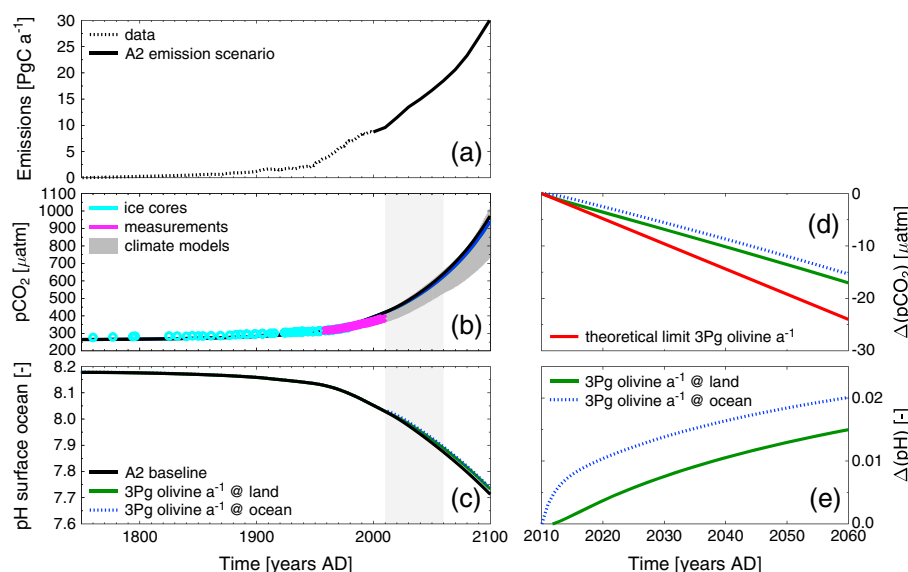 30
25
20
15
10
5
0
Emissions [PgC a⁻¹]
data
A2 emission scenario
(a)
1100
1000
900
800
700
600
500
400
300
200
pCO₂ [μatm]
ice cores
measurements
climate models
(b)
8.2
8.1
8.0
7.9
7.8
7.7
7.6
pH surface ocean [-]
A2 baseline
3Pg olivine a⁻¹ @ land
3Pg olivine a⁻¹ @ ocean
(c)
1800 1900 2000 2100
Time [years AD]
0
-10
-20
-30
Δ(pCO₂) [μatm]
(d)
theoretical limit 3Pg olivine a⁻¹
3Pg olivine a⁻¹ @ land
3Pg olivine a⁻¹ @ ocean
0.02
0.01
0.0
Δ(pH) [-]
(e)
2010 2020 2030 2040 2050 2060
Time [years AD]